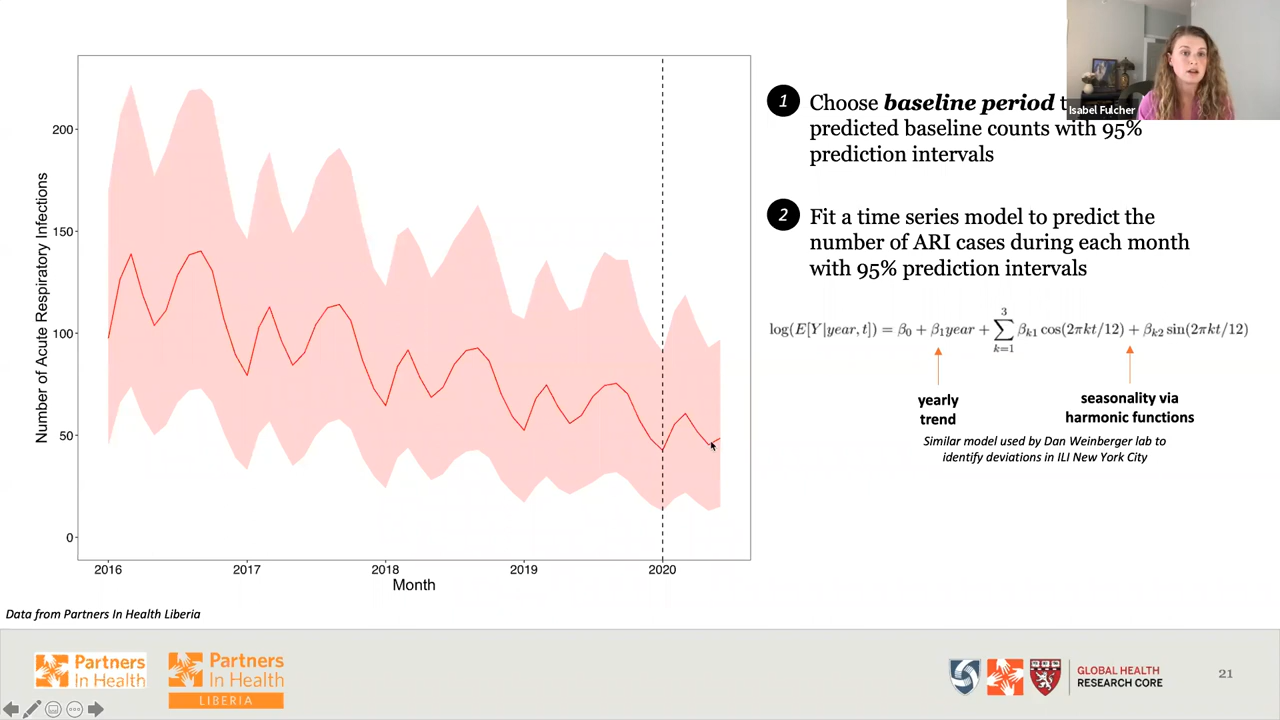 Number of Acute Respiratory Infections
200
150
100
50
0
2016
2017
2018
2019
2020
Month
Data from Partners In Health Liberia
1
Choose baseline period
predicted baseline counts with 95%
prediction intervals
2
Fit a time series model to predict the
number of ARI cases during each month
with 95% prediction intervals
log(E[Y|year, t]) = β0 + β1year + ∑ βk1 cos(2πkt/12) + βk2 sin(2πkt/12)
3
k=1
yearly
trend
seasonality via
harmonic functions
Similar model used by Dan Weinberger lab to
identify deviations in ILI New York City
Isabel Fulcher
Partners
In Health
Partners
In Health
LIBERIA
GLOBAL HEALTH
RESEARCH CORE
21